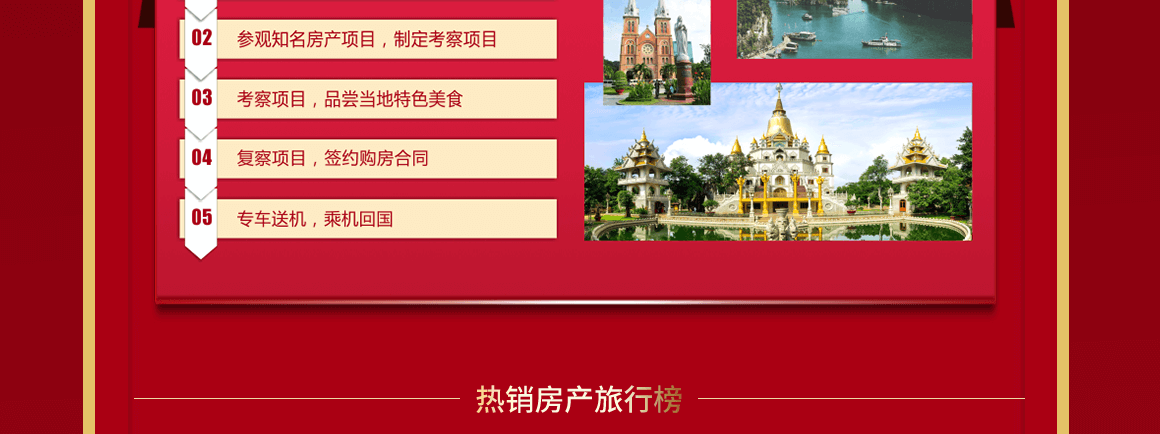 02 参观知名房产项目，制定考察项目
03 考察项目，品尝当地特色美食
04 复察项目，签约购房合同
05 专车送机，乘机回国
热销房产旅行榜